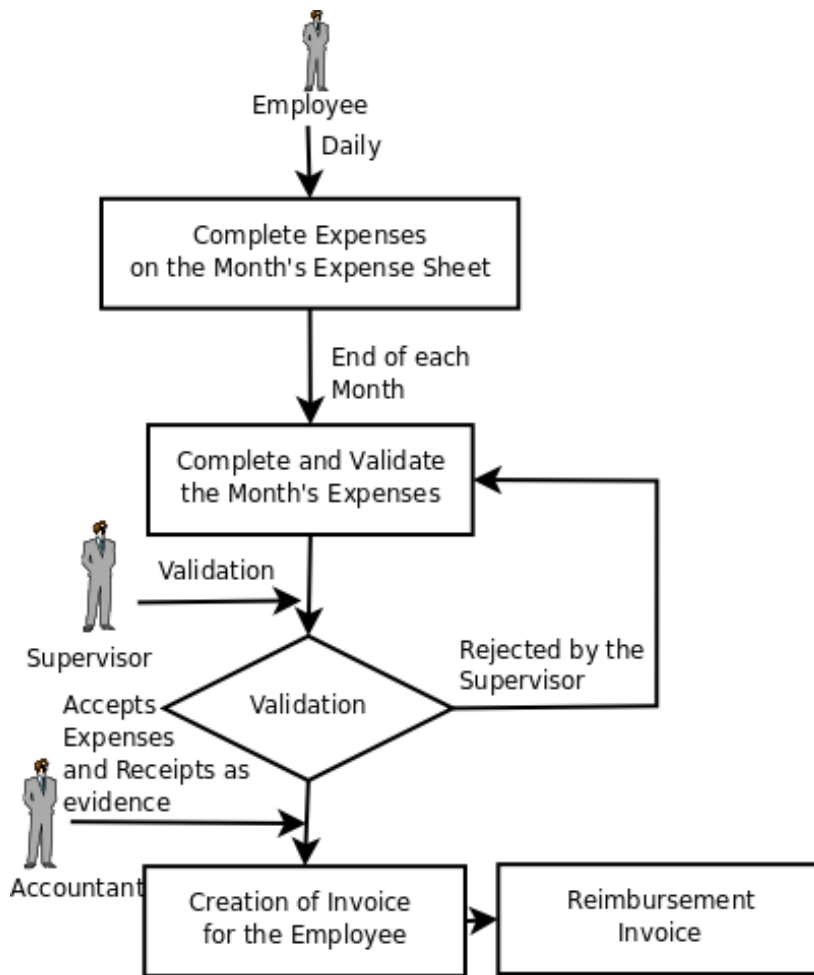 Employee
Daily
Complete Expenses
on the Month's Expense Sheet
End of each
Month
Complete and Validate
the Month's Expenses
Validation
Supervisor
Validation
Rejected by the
Supervisor
Accepts
Expenses
and Receipts as
evidence
Accountant
Creation of Invoice
for the Employee
Reimbursement
Invoice